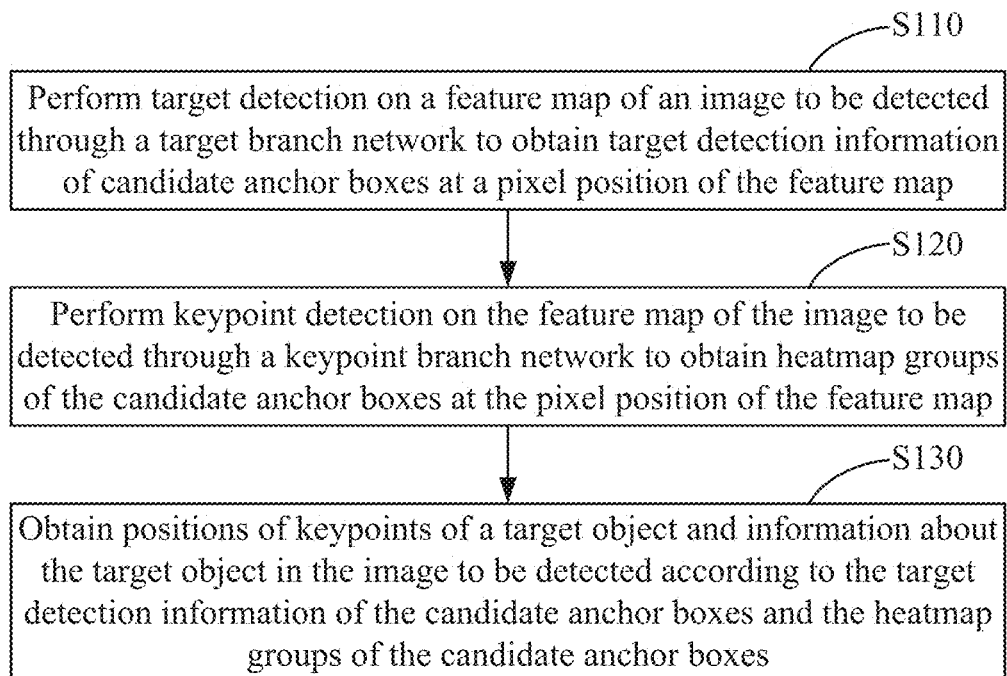 S110
Perform target detection on a feature map of an image to be detected
through a target branch network to obtain target detection information
of candidate anchor boxes at a pixel position of the feature map
S120
Perform keypoint detection on the feature map of the image to be
detected through a keypoint branch network to obtain heatmap groups
of the candidate anchor boxes at the pixel position of the feature map
S130
Obtain positions of keypoints of a target object and information about
the target object in the image to be detected according to the target
detection information of the candidate anchor boxes and the heatmap
groups of the candidate anchor boxes